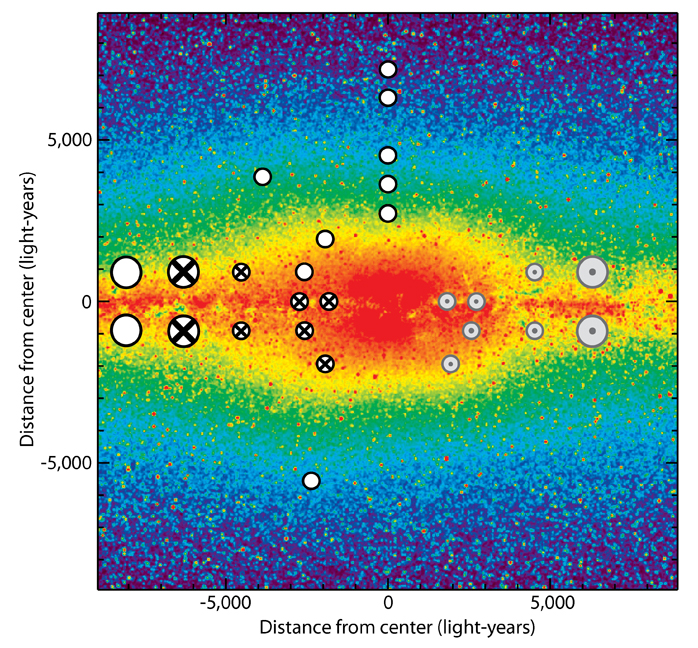 5,000
0
-5,000
Distance from center (light-years)
-5,000 0 5,000
Distance from center (light-years)